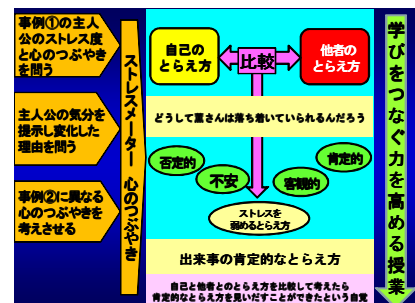 事例①の主人
公のストレス度
と心のつぶやき
を問う
主人公の気分を
提示し変化した
理由を問う
事例②に異なる
心のつぶやきを
考えさせる
ストレスメーター 心のつぶやき
自己の
とらえ方
比較
他者の
とらえ方
どうして薫さんは落ち着いていられるんだろう
否定的
不安
客観的
肯定的
ストレスを
弱めるとらえ方
出来事の肯定的なとらえ方
自己と他者とのとらえ方を比較して考えたら
肯定的なとらえ方を見いだすことができたという自覚
学びをつなぐ力を高める授業